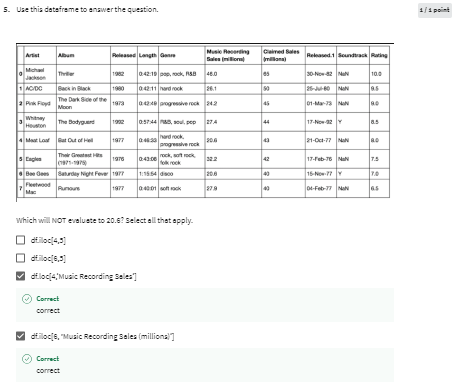 5. Use this dataframe to answer the question.
1 / 1 point
Artist Album Released Length Genre Music Recording Sales (millions) Claimed Sales (millions) Released.1 Soundtrack Rating
0 Michael Jackson Thriller 1982 0:42:19 pop, rock, R&B 46.0 65 30-Nov-82 NaN 10.0
1 AC/DC Back in Black 1980 0:42:11 hard rock 26.1 50 25-Jul-80 NaN 9.5
2 Pink Floyd The Dark Side of the Moon 1973 0:42:49 progressive rock 24.2 45 01-Mar-73 NaN 9.0
3 Whitney Houston The Bodyguard 1992 0:57:44 R&B, soul, pop 27.4 44 17-Nov-92 Y 8.5
4 Meat Loaf Bat Out of Hell 1977 0:46:33 hard rock, progressive rock 20.6 43 21-Oct-77 NaN 8.0
5 Eagles Their Greatest Hits (1971-1975) 1976 0:43:08 rock, soft rock, folk rock 32.2 42 17-Feb-76 NaN 7.5
6 Bee Gees Saturday Night Fever 1977 1:15:54 disco 20.6 40 15-Nov-77 Y 7.0
7 Fleetwood Mac Rumours 1977 0:40:01 soft rock 27.9 40 04-Feb-77 NaN 6.5
Which will NOT evaluate to 20.6? Select all that apply.
df.iloc[4,5]
df.iloc[6,5]
df.loc[4,'Music Recording Sales']
Correct
correct
df.iloc[6, "Music Recording Sales (millions)"]
Correct
correct